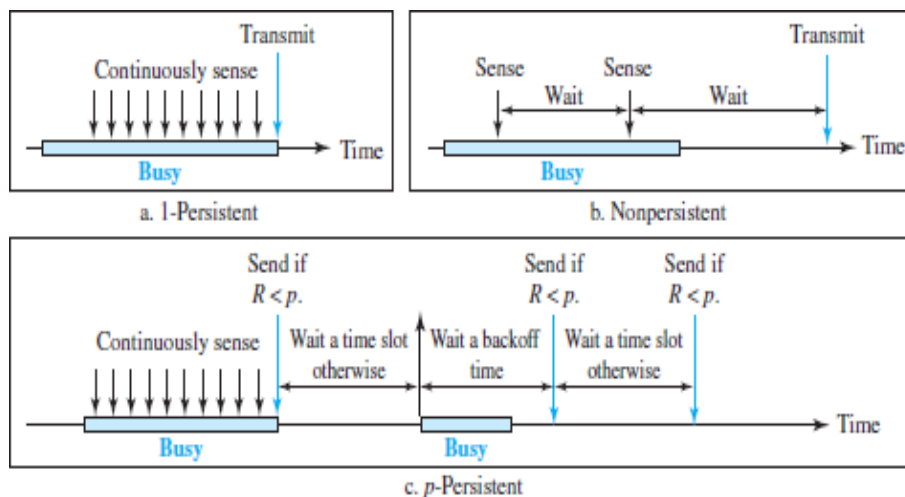 Transmit
Continuously sense
Time
Busy
a. 1-Persistent
Transmit
Sense
Sense
Wait
Wait
Time
Busy
b. Nonpersistent
Send if
R < p.
Send if
R < p.
Send if
R < p.
Continuously sense
Wait a time slot
otherwise
Wait a backoff
time
Wait a time slot
otherwise
Time
Busy
Busy
c. p-Persistent